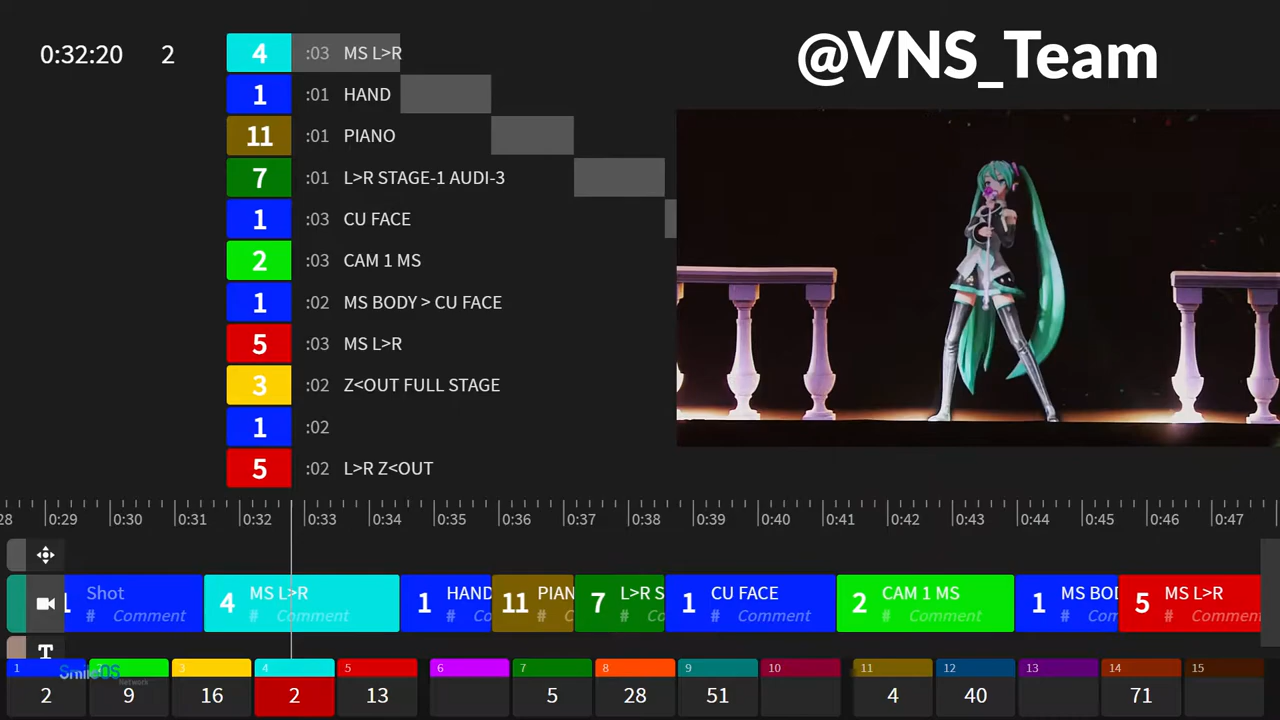 0:32:20 2
@VNS_Team
4 :03 MS L>R
1 :01 HAND
11 :01 PIANO
7 :01 L>R STAGE-1 AUDI-3
1 :03 CU FACE
2 :03 CAM 1 MS
1 :02 MS BODY > CU FACE
5 :03 MS L>R
3 :02 Z<OUT FULL STAGE
1 :02
5 :02 L>R Z<OUT
28 0:29 0:30 0:31 0:32 0:33 0:34 0:35 0:36 0:37 0:38 0:39 0:40 0:41 0:42 0:43 0:44 0:45 0:46 0:47
1 Shot 4 MS L>R 1 HAND 11 PIAN 7 L>R S 1 CU FACE 2 CAM 1 MS 1 MS BOD 5 MS L>R
# Comment # Comment # Co # C # Co # Comment # Comment # Comm # Comment
T
1 2 3 4 5 6 7 8 9 10 11 12 13 14 15
SmileOS
Network
2 9 16 2 13 5 28 51 4 40 71